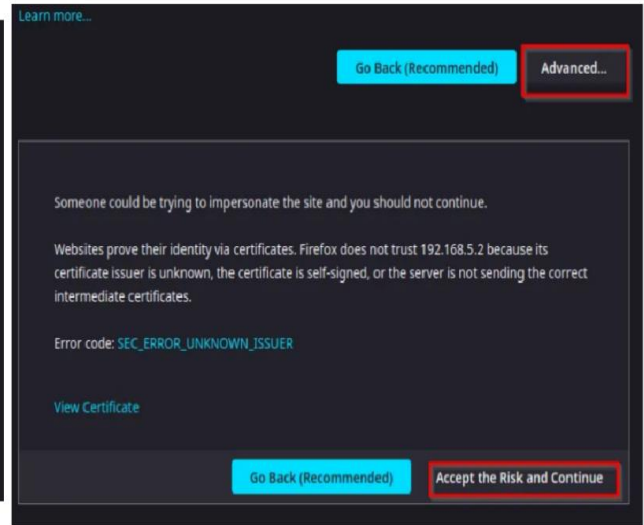 Learn more...
Go Back (Recommended) Advanced...
Someone could be trying to impersonate the site and you should not continue.
Websites prove their identity via certificates. Firefox does not trust 192.168.5.2 because its
certificate issuer is unknown, the certificate is self-signed, or the server is not sending the correct
intermediate certificates.
Error code: SEC_ERROR_UNKNOWN_ISSUER
View Certificate
Go Back (Recommended) Accept the Risk and Continue